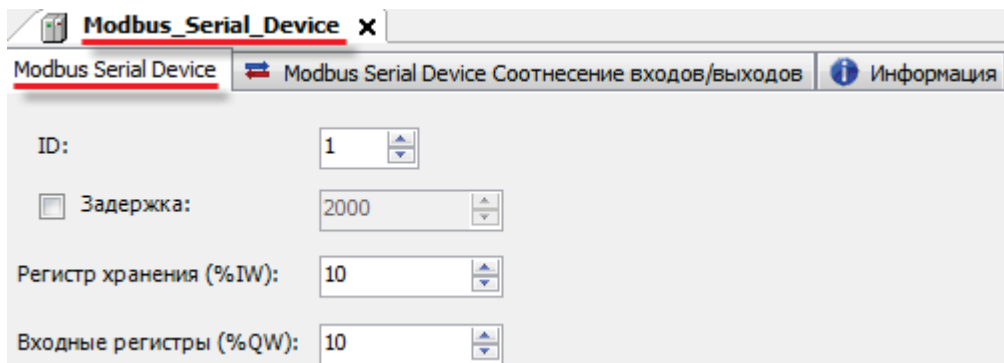 Modbus_Serial_Device x
Modbus Serial Device Modbus Serial Device Соотнесение входов/выходов Информация
ID: 1
Задержка: 2000
Регистр хранения (%IW): 10
Входные регистры (%QW): 10